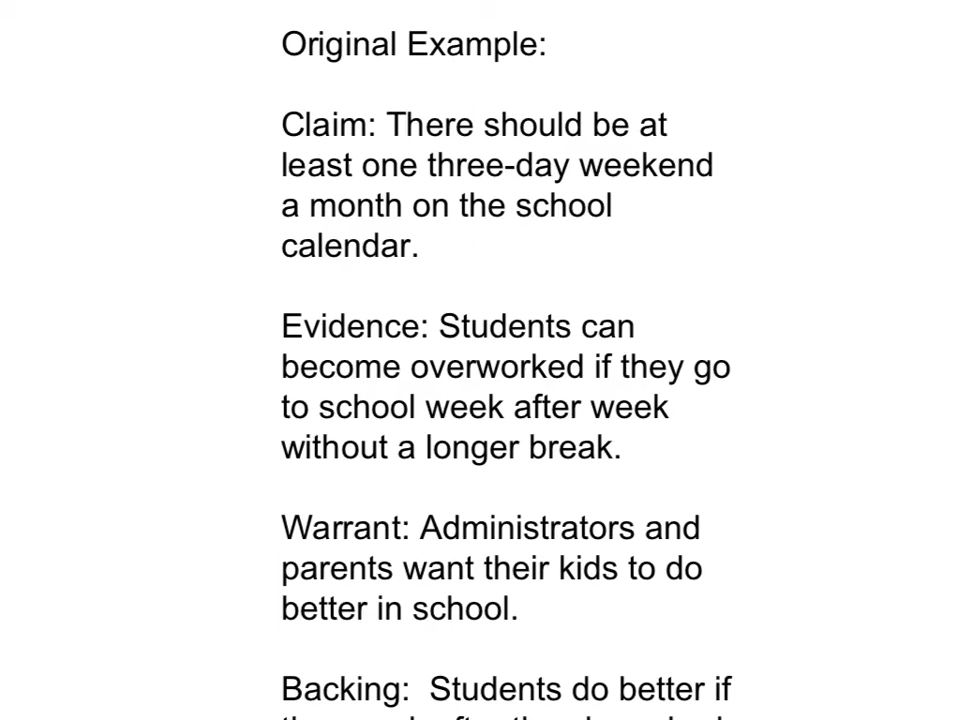 Original Example:
Claim: There should be at
least one three-day weekend
a month on the school
calendar.
Evidence: Students can
become overworked if they go
to school week after week
without a longer break.
Warrant: Administrators and
parents want their kids to do
better in school.
Backing:  Students do better if